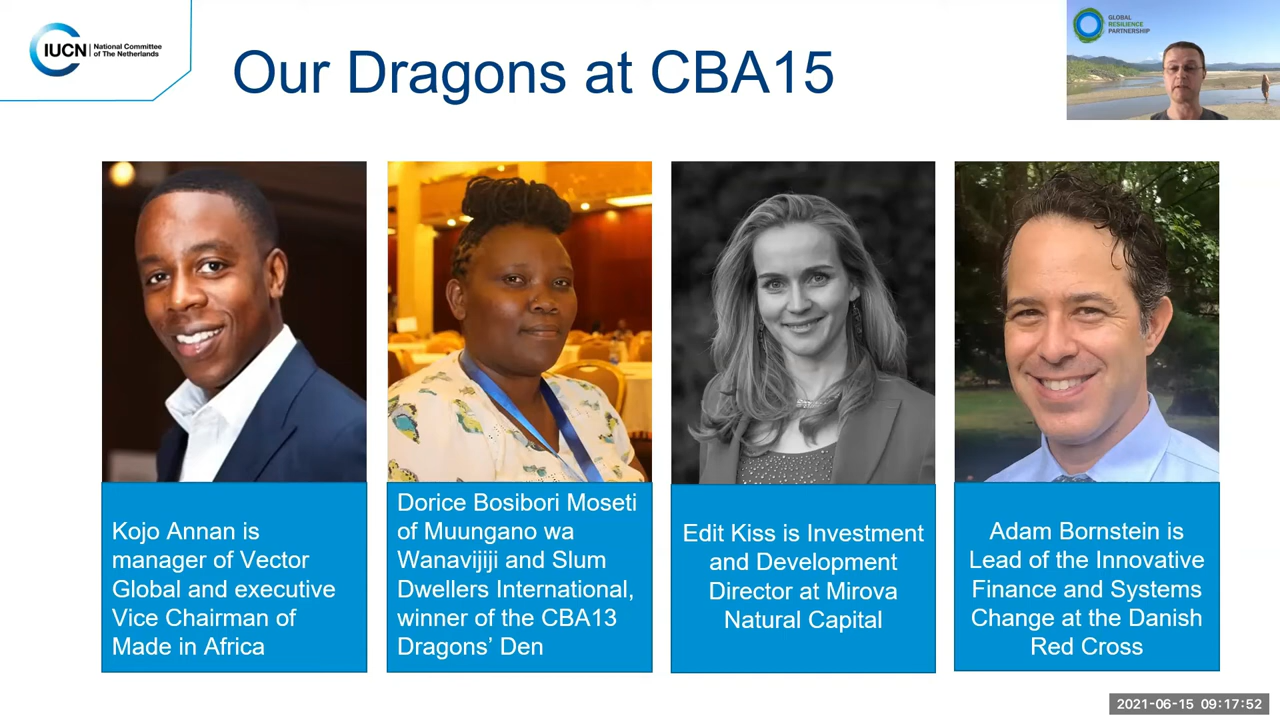 IUCN
National Committee
of The Netherlands
Our Dragons at CBA15
GLOBAL
RESILIENCE
PARTNERSHIP
Kojo Annan is
manager of Vector
Global and executive
Vice Chairman of
Made in Africa
Dorice Bosibori Moseti
of Muungano wa
Wanavijiji and Slum
Dwellers International,
winner of the CBA13
Dragons’ Den
Edit Kiss is Investment
and Development
Director at Mirova
Natural Capital
Adam Bornstein is
Lead of the Innovative
Finance and Systems
Change at the Danish
Red Cross
2021-06-15 09:17:52